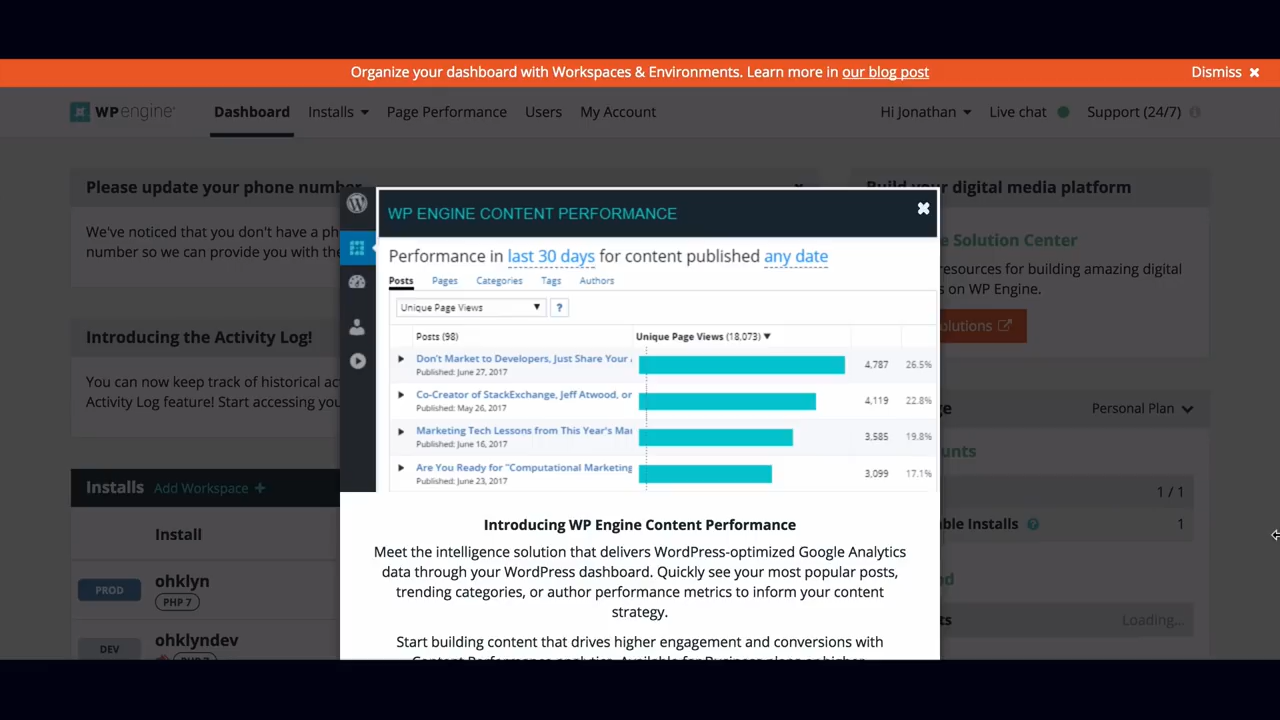 Organize your dashboard with Workspaces & Environments. Learn more in our blog post
Dismiss ✖
WPengine
Dashboard
Installs
Page Performance
Users
My Account
Hi Jonathan
Live chat
Support (24/7)
Please update your phone number
We've noticed that you don't have a
number so we can provide you with
Introducing the Activity Log!
You can now keep track of historical
Activity Log feature! Start accessing
Installs Add Workspace +
Install
PROD ohklyn
PHP 7
DEV ohklyndev
WP ENGINE CONTENT PERFORMANCE
Performance in last 30 days for content published any date
Posts Pages Categories Tags Authors
Unique Page Views ?
Posts (98) Unique Page Views (18,073)
Don't Market to Developers, Just Share Your
Published: June 27, 2017
4,787 26.5%
Co-Creator of StackExchange, Jeff Atwood, or
Published: May 26, 2017
4,119 22.8%
Marketing Tech Lessons from This Year's Mar
Published: June 16, 2017
3,585 19.8%
Are You Ready for "Computational Marketing
Published: June 23, 2017
3,099 17.1%
Introducing WP Engine Content Performance
Meet the intelligence solution that delivers WordPress-optimized Google Analytics
data through your WordPress dashboard. Quickly see your most popular posts,
trending categories, or author performance metrics to inform your content
strategy.
Start building content that drives higher engagement and conversions with
Build your digital media platform
Solution Center
resources for building amazing digital
on WP Engine.
Personal Plan
1 / 1
Installs 1
Loading...